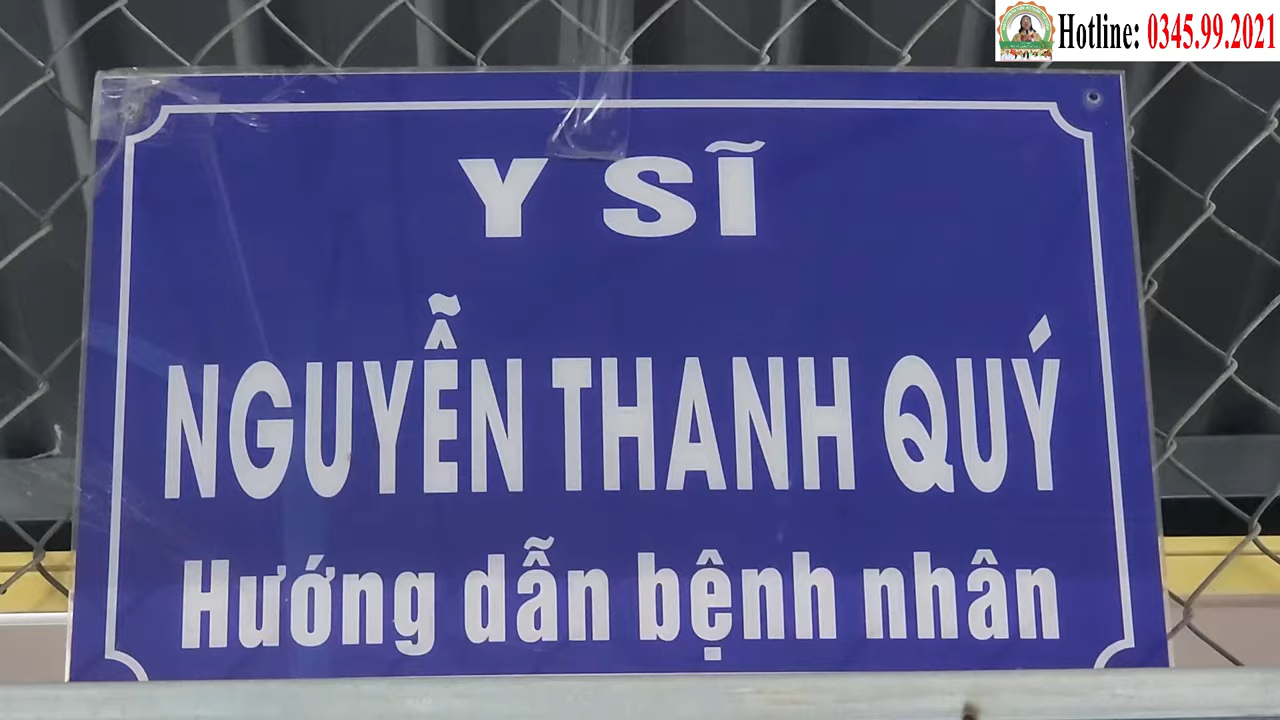 Hotline: 0345.99.2021
Y SĨ
NGUYỄN THANH QUÝ
Hướng dẫn bệnh nhân